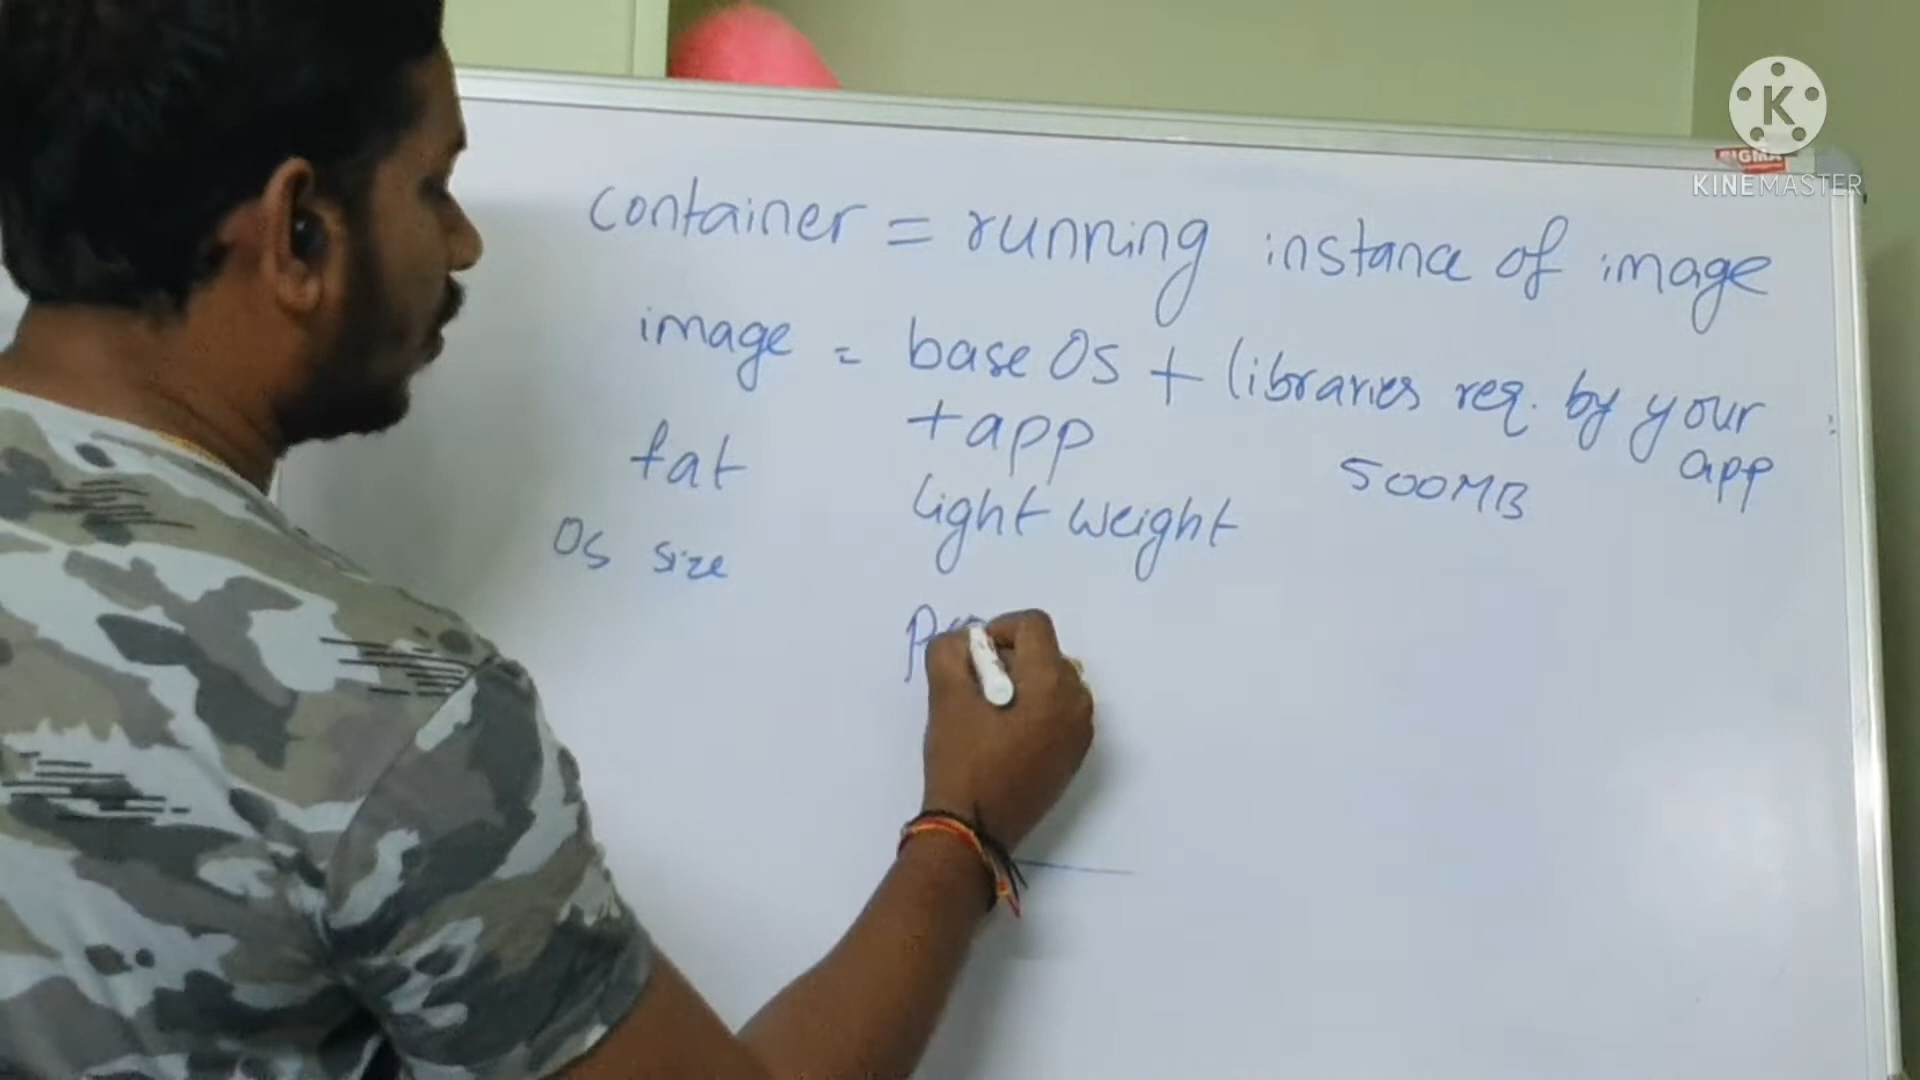 container = running instance of image
image = base OS + libraries req. by your app
+ app
fat
light weight
500MB
OS size
K
SIGMA
KINEMASTER